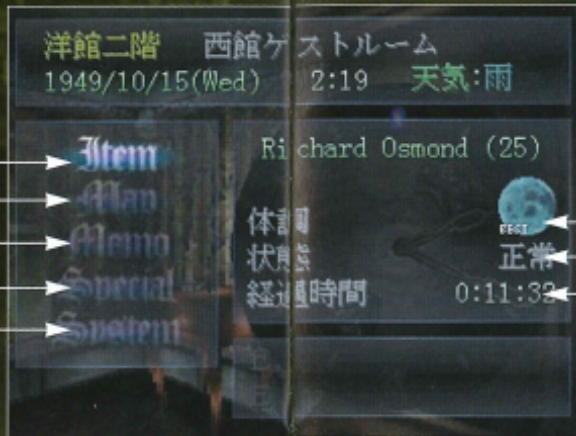 洋館二階 西館ゲストルーム
1949/10/15(Wed) 2:19 天気:雨
Item
Map
Memo
Special
System
Richard Osmond (25)
BEST
体調
状態 正常
経過時間 0:11:32